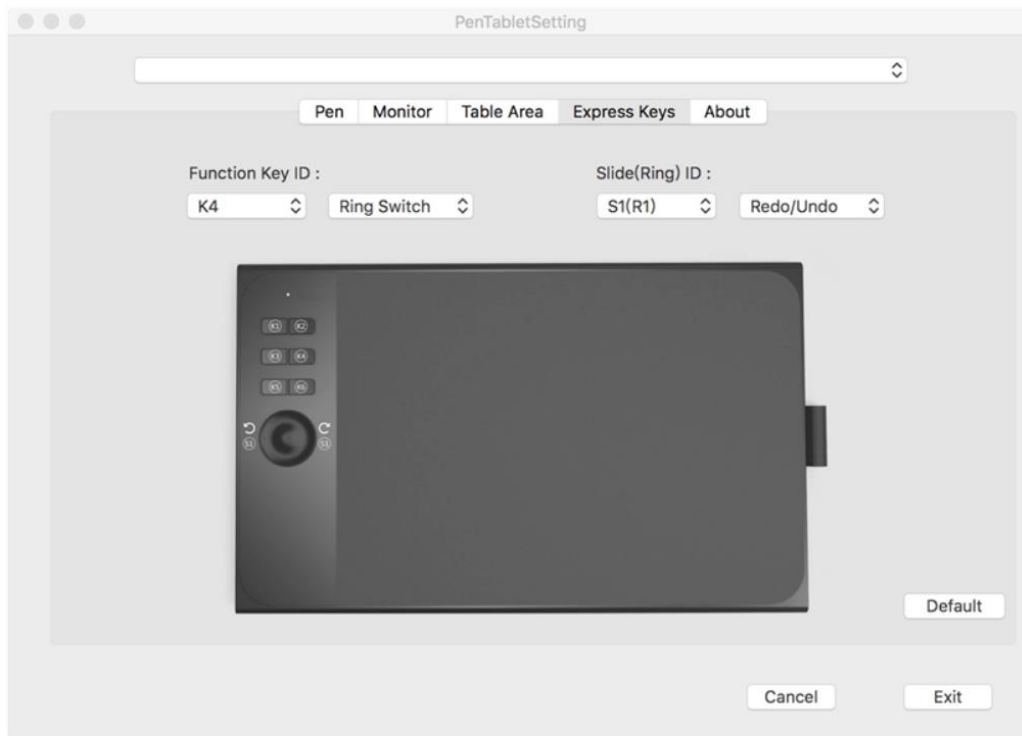 PenTabletSetting
Pen Monitor Table Area Express Keys About
Function Key ID : Slide(Ring) ID :
K4 Ring Switch S1(R1) Redo/Undo
K1 K2
K3 K4
K5 K6
S1 S1
Default
Cancel Exit